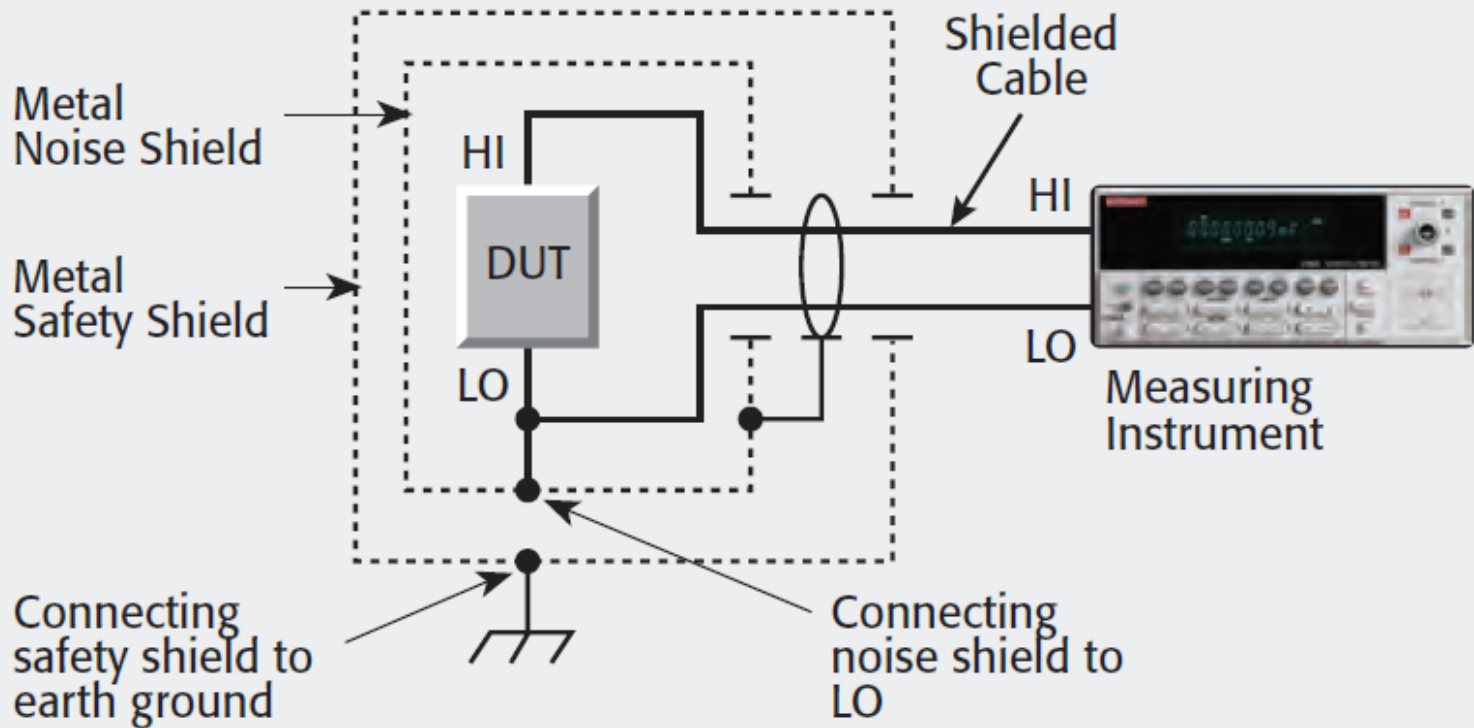 Shielded
Cable
Metal
Noise Shield
HI
HI
DUT
Metal
Safety Shield
LO
LO
Measuring
Instrument
Connecting
safety shield to
earth ground
Connecting
noise shield to
LO